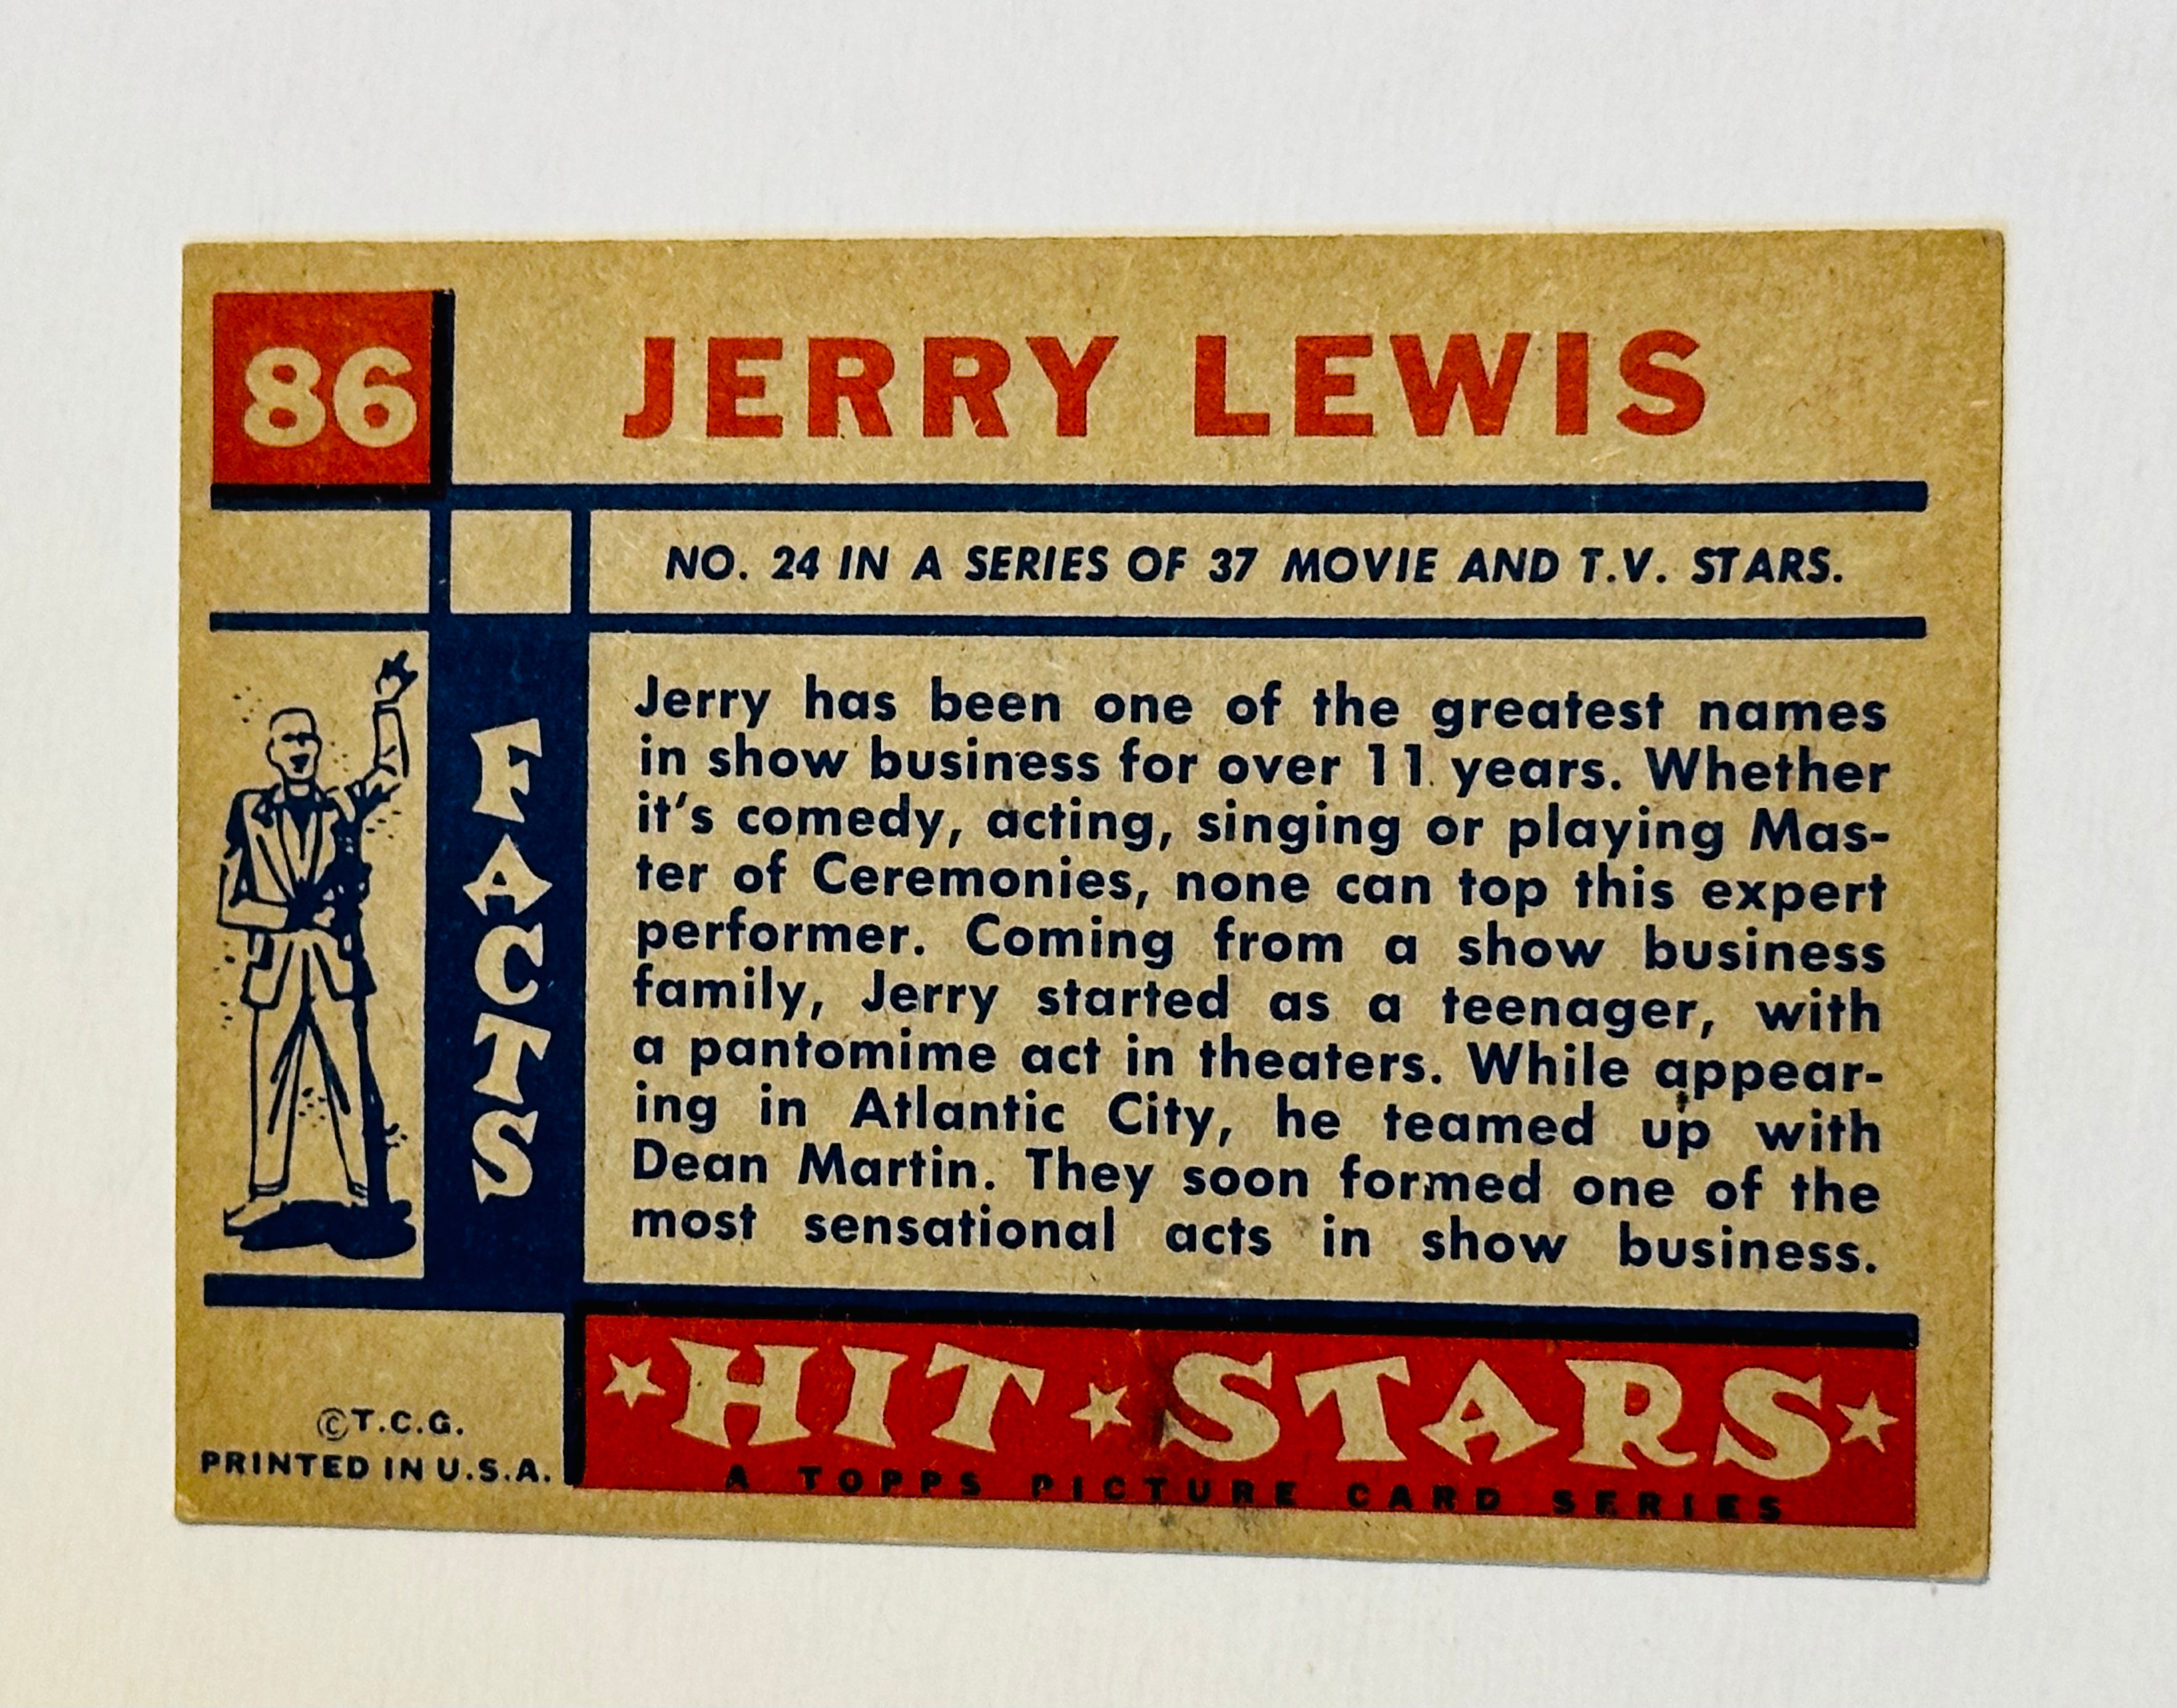 86
JERRY LEWIS
NO. 24 IN A SERIES OF 37 MOVIE AND T.V. STARS.
FACTS
Jerry has been one of the greatest names
in show business for over 11 years. Whether
it's comedy, acting, singing or playing Mas-
ter of Ceremonies, none can top this expert
performer. Coming from a show business
family, Jerry started as a teenager, with
a pantomime act in theaters. While appear-
ing in Atlantic City, he teamed up with
Dean Martin. They soon formed one of the
most sensational acts in show business.
©T.C.G.
PRINTED IN U.S.A.
★HIT★STARS★
A TOPPS PICTURE CARD SERIES